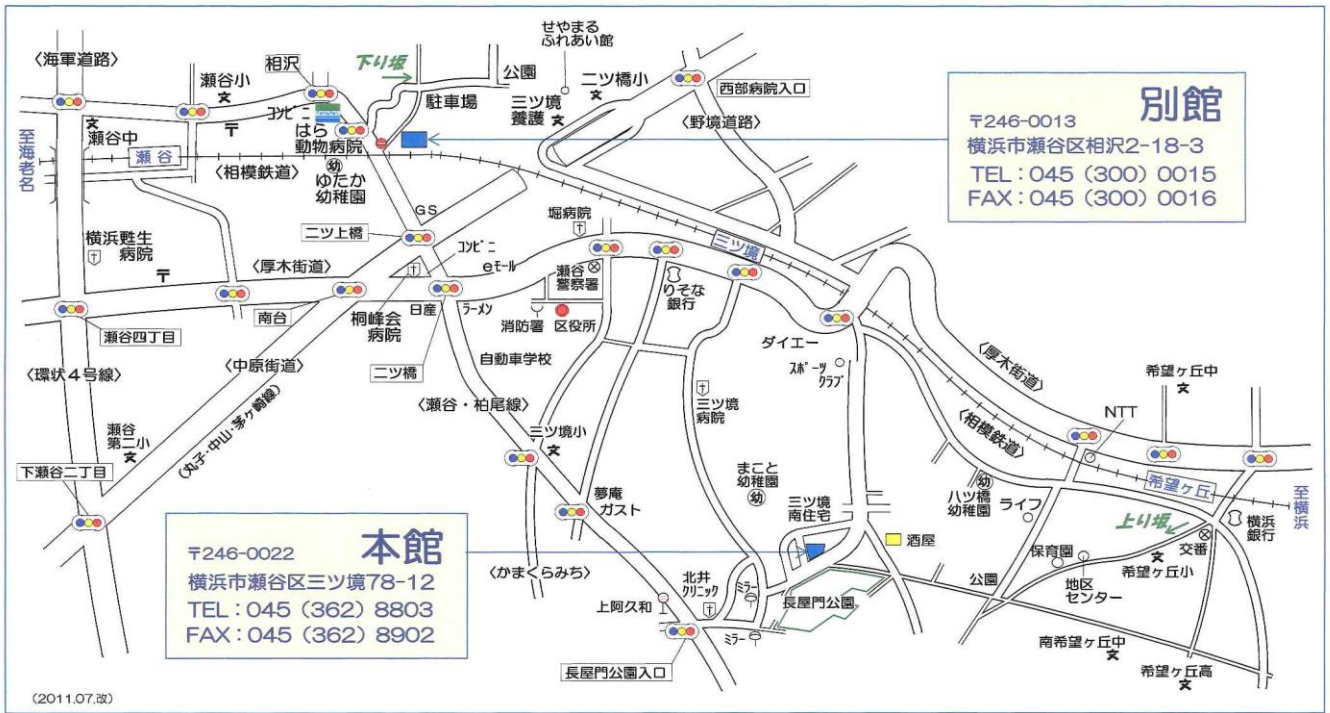 〈海軍道路〉
瀬谷小
相沢
下り坂
公園
せやまる
ふれあい館
二ツ橋小
西部病院入口
駐車場
三ツ境
養護
〈野境道路〉
コンビニ
はら
動物病院
瀬谷中
至海老名
瀬谷
〈相模鉄道〉
幼
ゆたか
幼稚園
〒
別館
〒246-0013
横浜市瀬谷区相沢2-18-3
TEL:045(300)0015
FAX:045(300)0016
GS
二ツ上橋
コンビニ
eモール
堀病院
三ツ境
横浜甦生
病院
〒
〈厚木街道〉
瀬谷
警察署
りそな
銀行
南台
桐峰会
病院
日産
ラーメン
消防署
区役所
瀬谷四丁目
〈環状4号線〉
〈中原街道〉
(丸子・中山・茅ヶ崎線)
二ツ橋
自動車学校
〈瀬谷・柏尾線〉
ダイエー
スポーツ
クラブ
三ツ境
病院
〈厚木街道〉
〈相模鉄道〉
希望ヶ丘中
NTT
瀬谷
第二小
三ツ境小
下瀬谷二丁目
まこと
幼稚園
幼
夢庵
ガスト
三ツ境
南住宅
幼
八ツ橋
幼稚園
ライフ
希望ヶ丘
至横浜
上り坂
横浜
銀行
交番
酒屋
保育園
地区
センター
希望ヶ丘小
公園
本館
〒246-0022
横浜市瀬谷区三ツ境78-12
TEL:045(362)8803
FAX:045(362)8902
〈かまくらみち〉
上阿久和
北井
クリニック
ミラー
ミラー
長屋門公園
長屋門公園入口
南希望ヶ丘中
希望ヶ丘高
(2011.07.改)